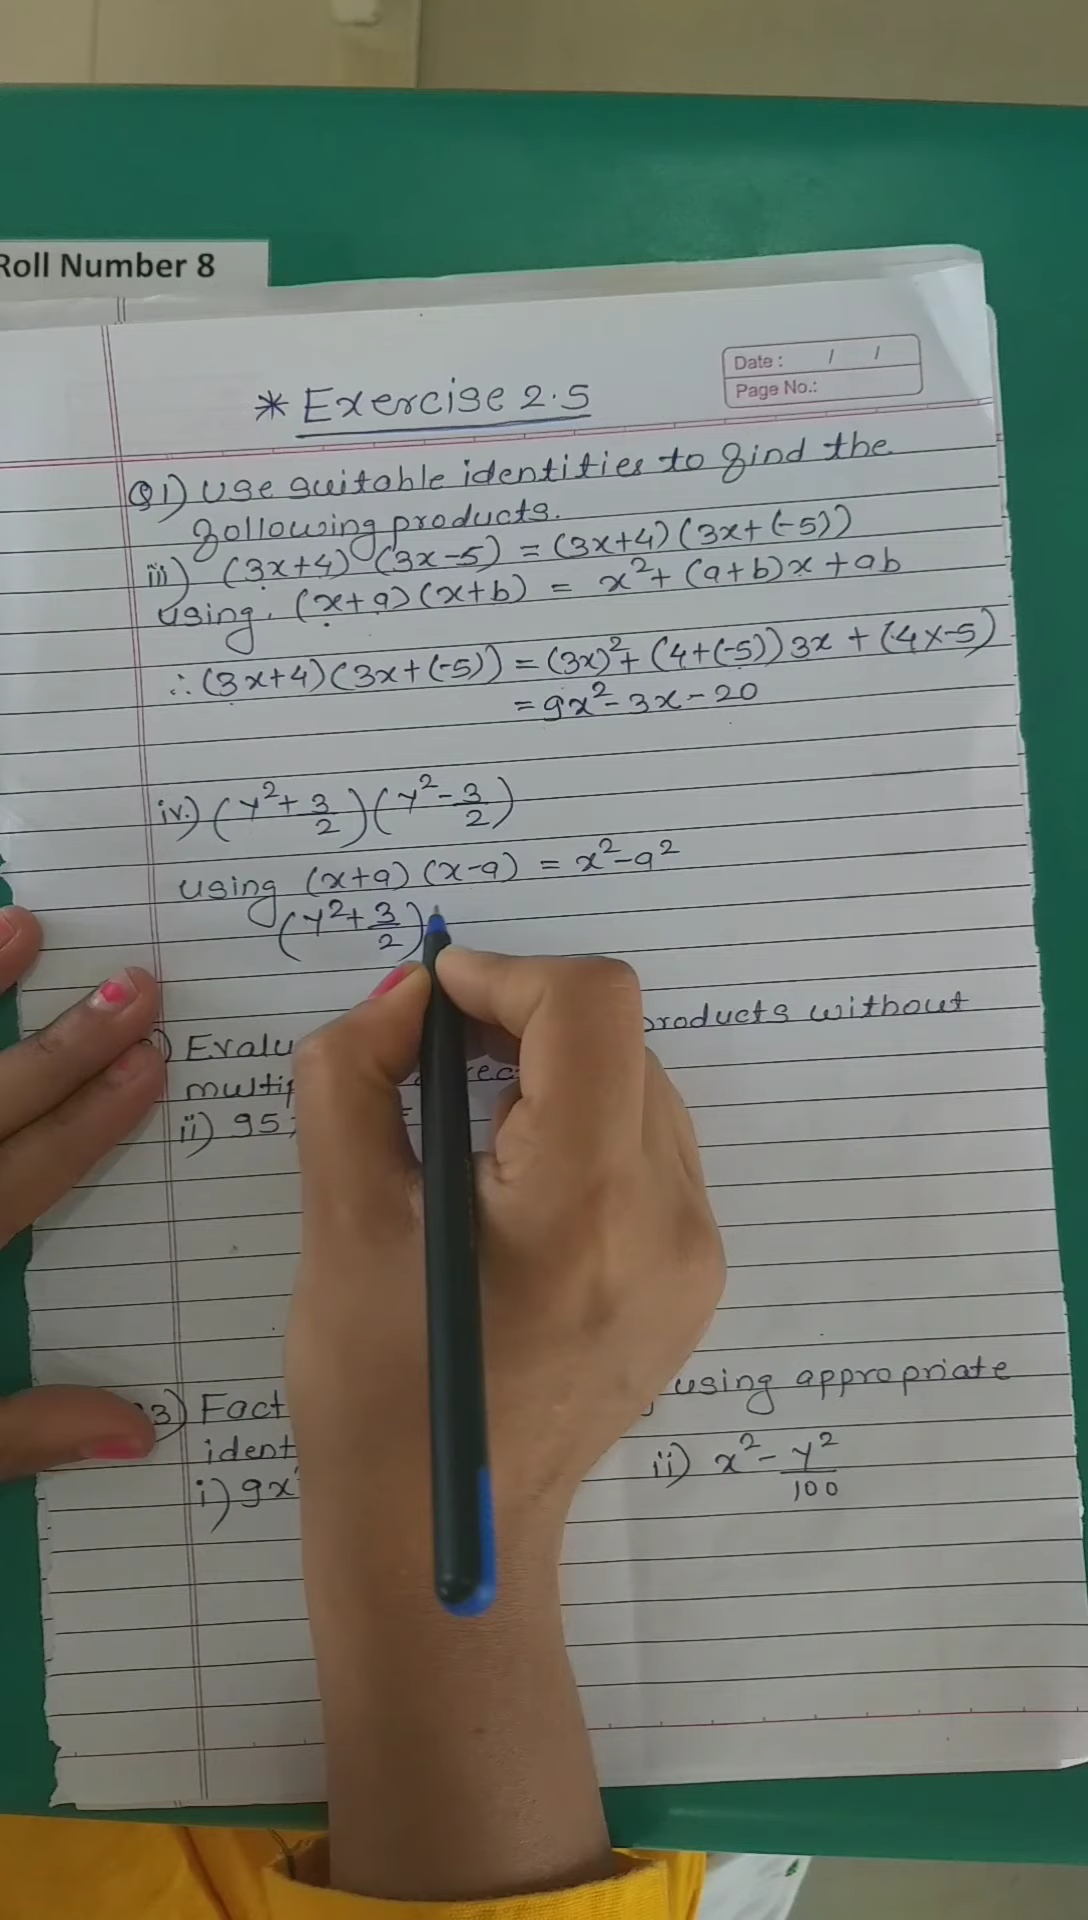 Roll Number 8
Date : / /
Page No.:
* Exercise 2.5
Q1) Use suitable identities to find the
following products.
iii) (3x+4) (3x-5) = (3x+4) (3x+(-5))
using. (x+a) (x+b) = x²+ (a+b)x + ab
∴ (3x+4) (3x+(-5)) = (3x)²+ (4+(-5)) 3x + (4x-5)
= 9x²- 3x - 20
iv.) (y²+ 3/2) (y²- 3/2)
using (x+a) (x-a) = x²-a²
(y²+ 3/2)
) Evalu roducts without
multip
ii) 95
3) Fact using appropriate
ident
i) 9x ii) x² - y²/100